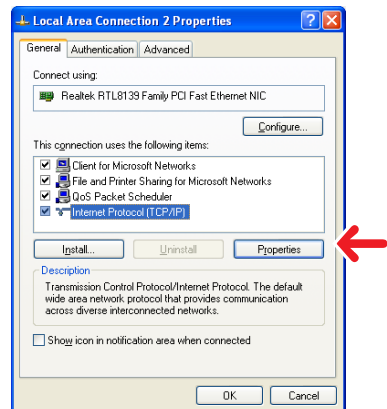 Local Area Connection 2 Properties
General Authentication Advanced
Connect using:
Realtek RTL8139 Family PCI Fast Ethernet NIC
Configure...
This connection uses the following items:
Client for Microsoft Networks
File and Printer Sharing for Microsoft Networks
QoS Packet Scheduler
Internet Protocol (TCP/IP)
Install... Uninstall Properties
Description
Transmission Control Protocol/Internet Protocol. The default
wide area network protocol that provides communication
across diverse interconnected networks.
Show icon in notification area when connected
OK Cancel